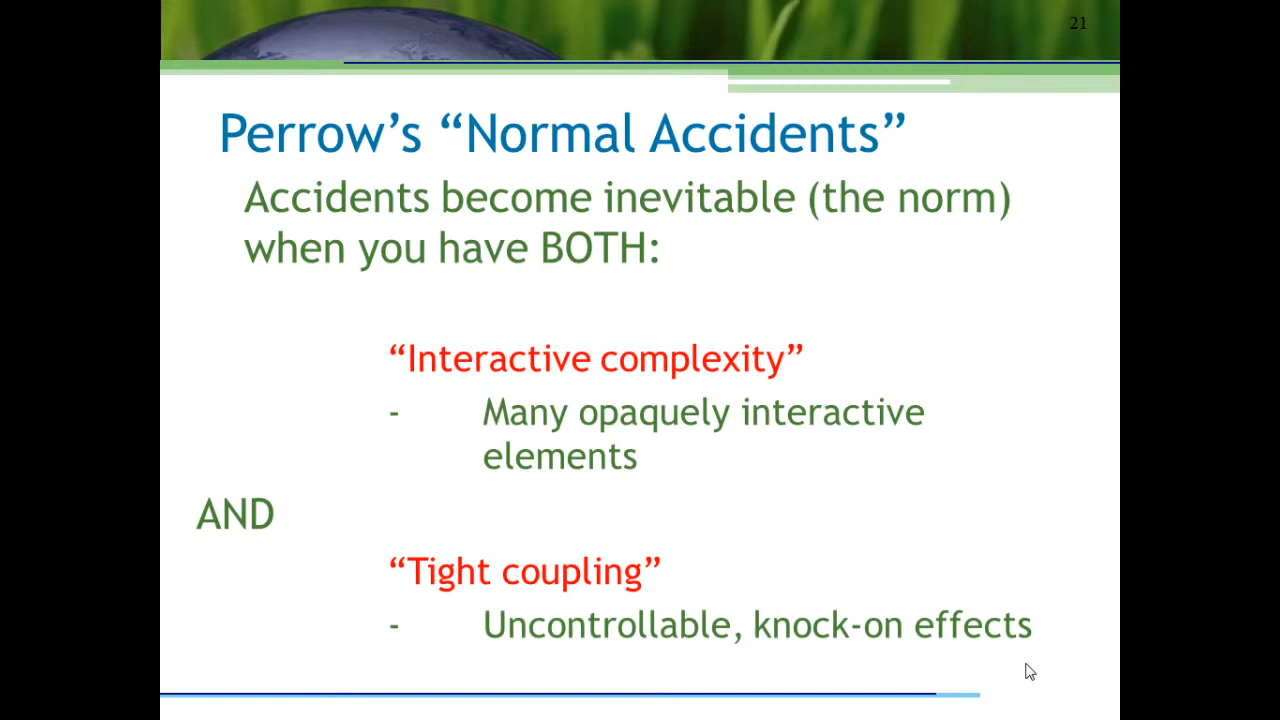 21
Perrow’s “Normal Accidents”
Accidents become inevitable (the norm)
when you have BOTH:
“Interactive complexity”
- Many opaquely interactive
elements
AND
“Tight coupling”
- Uncontrollable, knock-on effects